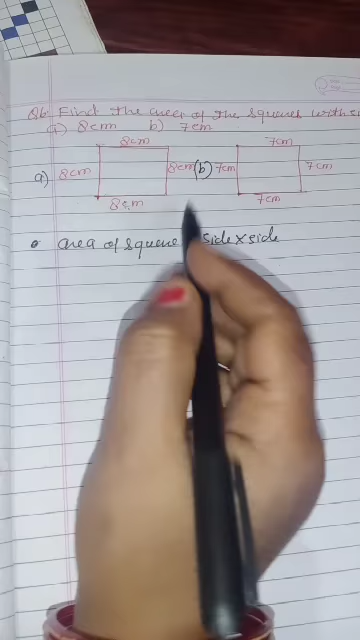 Q6 Find the area of the squares with
a) 8cm b) 7cm
8cm 7cm
a) 8cm 8cm (b) 7cm 7cm
8cm 7cm
area of square side × side